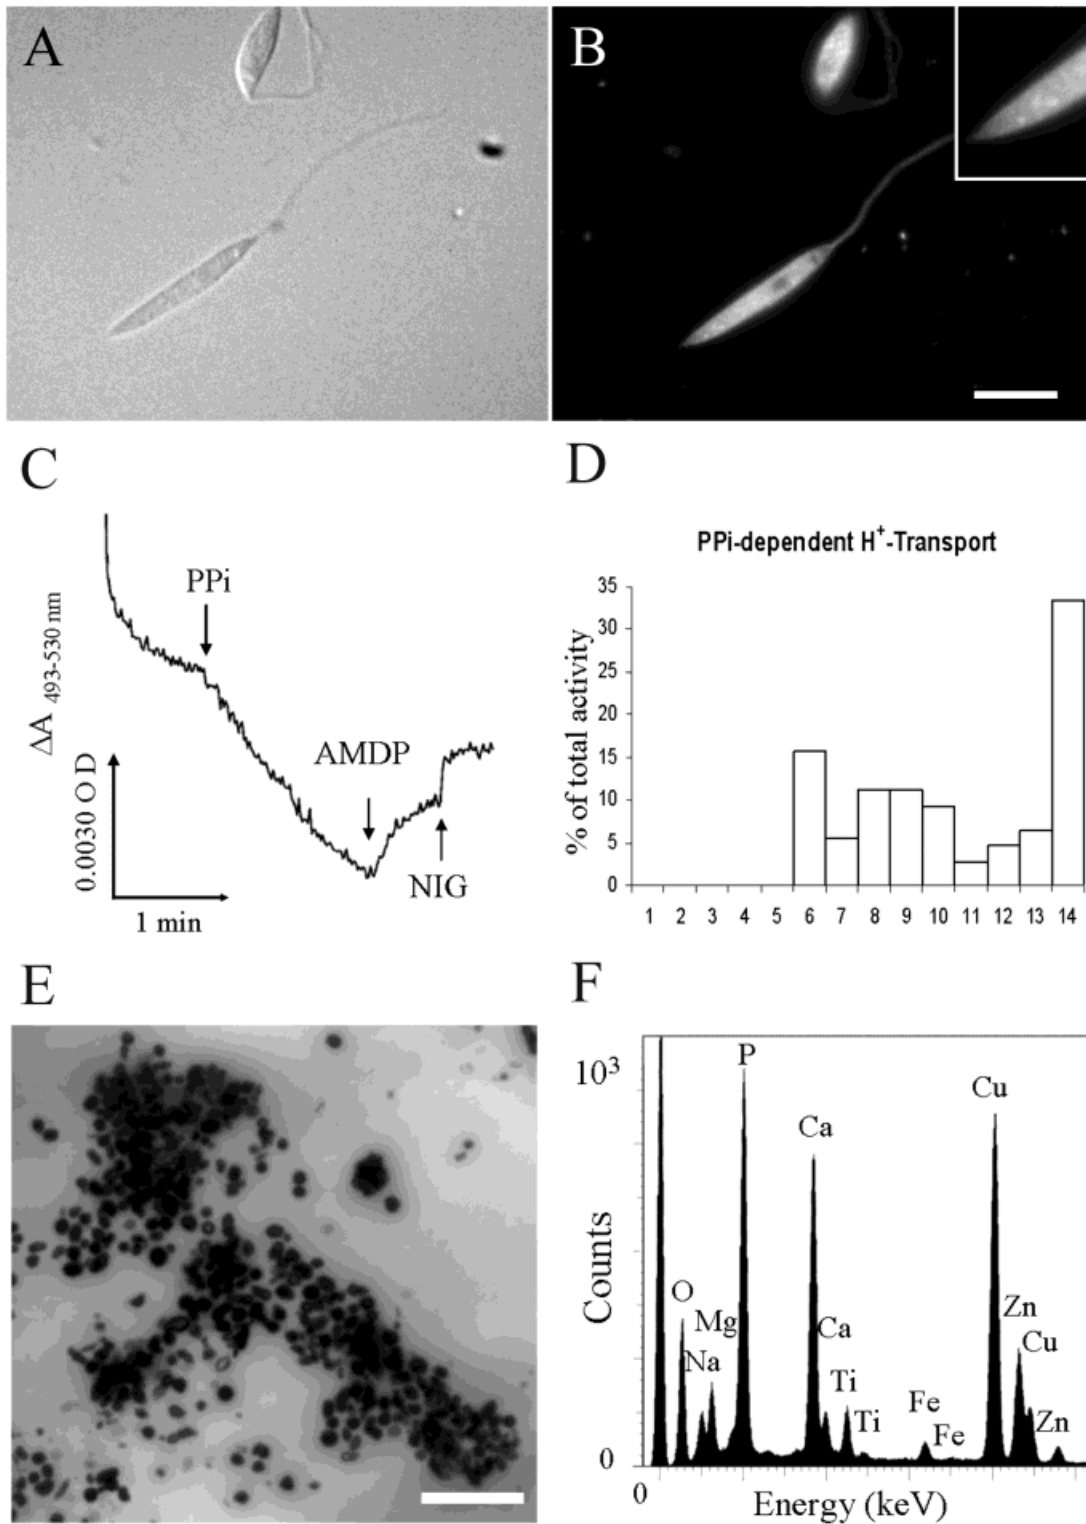 A
B
C
PPi
AMDP
NIG
ΔA 493-530 nm
0.0030 O D
1 min
D
PPi-dependent H+-Transport
% of total activity
35
30
25
20
15
10
5
0
1 2 3 4 5 6 7 8 9 10 11 12 13 14
E
F
10³
Counts
0
P
Ca
Cu
O
Mg
Na
Ca
Ti
Ti
Fe
Fe
Zn
Cu
Zn
0
Energy (keV)